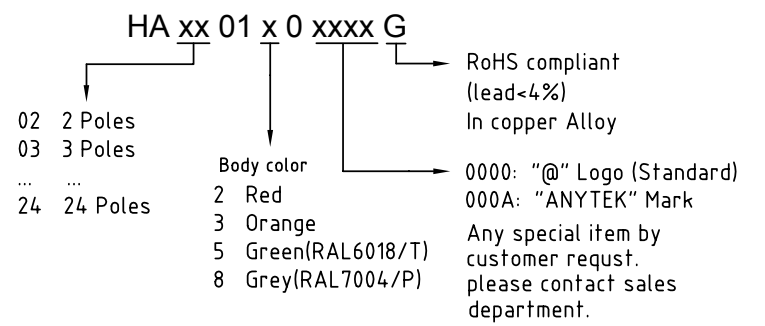 HA xx 01 x 0 xxxx G
RoHS compliant
(lead<4%)
In copper Alloy
02 2 Poles
03 3 Poles
... ...
24 24 Poles
Body color
2 Red
3 Orange
5 Green(RAL6018/T)
8 Grey(RAL7004/P)
0000: "@" Logo (Standard)
000A: "ANYTEK" Mark
Any special item by
customer requst.
please contact sales
department.